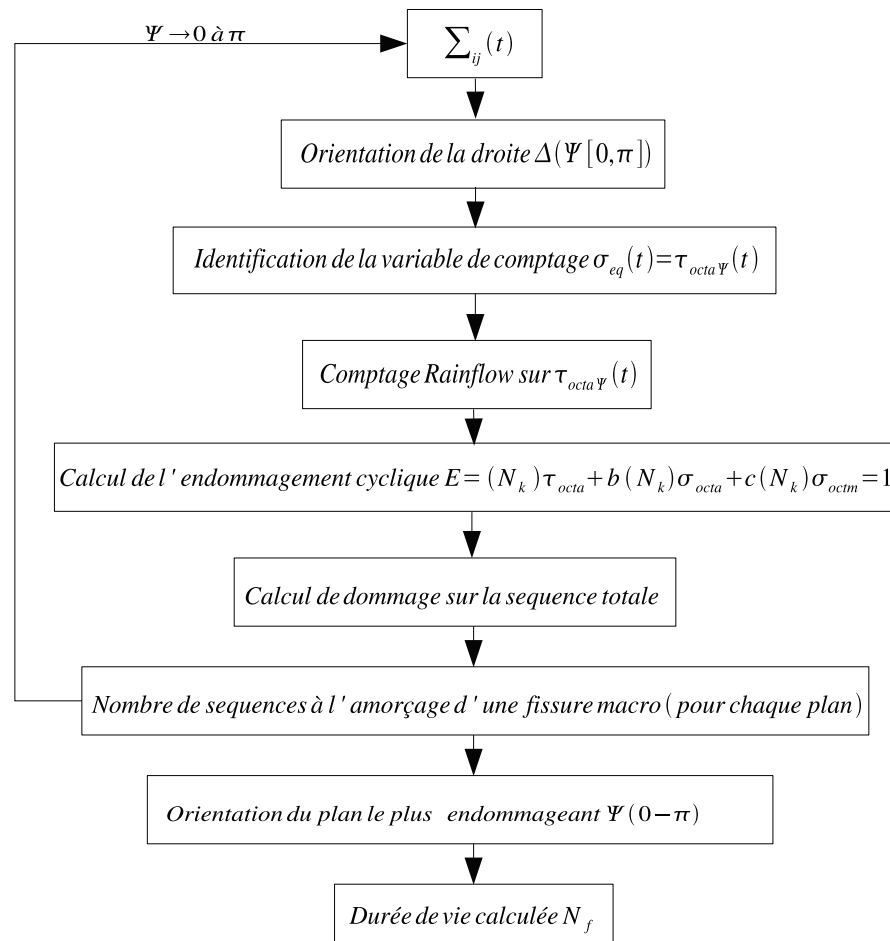 Ψ→0 à π
∑ij(t)
Orientation de la droite Δ(Ψ[0,π])
Identification de la variable de comptage σeq(t)=τoctaΨ(t)
Comptage Rainflow sur τoctaΨ(t)
Calcul de l'endommagement cyclique E=(Nk)τocta+b(Nk)σocta+c(Nk)σoctm=1
Calcul de dommage sur la sequence totale
Nombre de sequences à l'amorçage d'une fissure macro(pour chaque plan)
Orientation du plan le plus endommageant Ψ(0−π)
Durée de vie calculée Nf